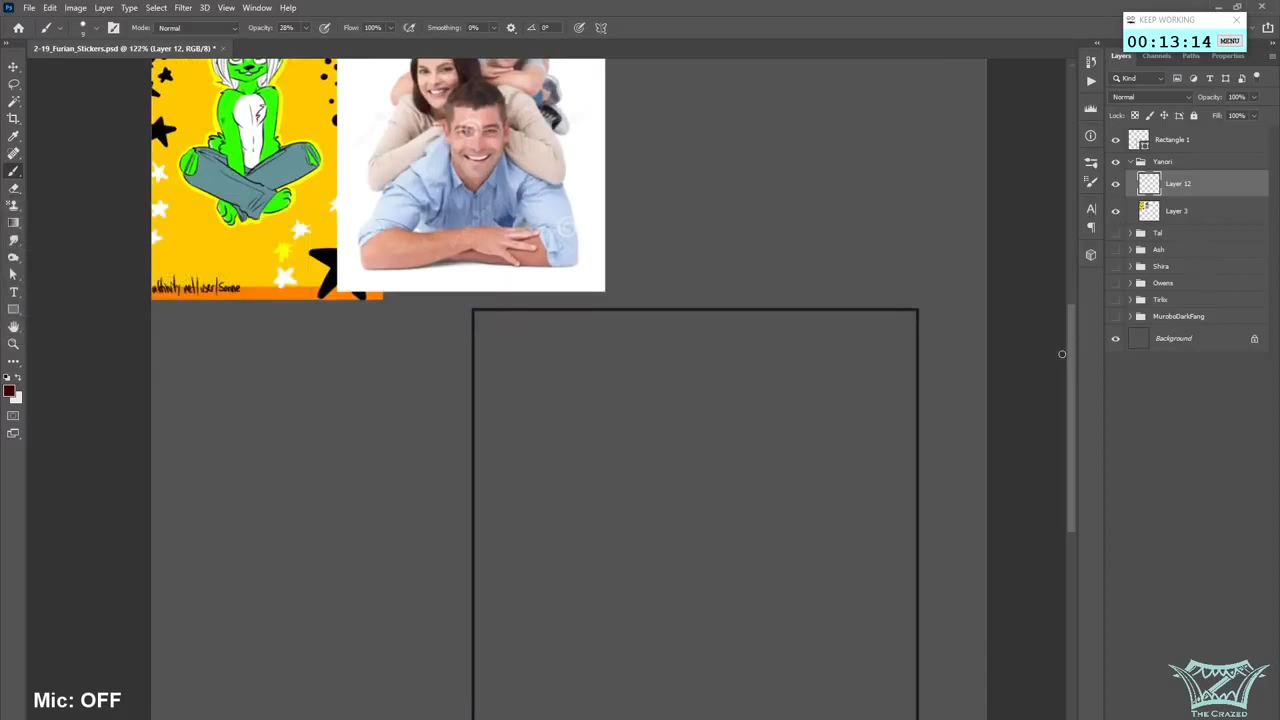 File Edit Image Layer Type Select Filter 3D View Window Help
KEEP WORKING
00:13:14 MENU
Mode: Normal Opacity: 28% Flow: 100% Smoothing: 0% 0°
2-19_Furian_Stickers.psd @ 122% (Layer 12, RGB/8) *
Layers Channels Paths Properties
Kind
Normal Opacity: 100%
Lock: Fill: 100%
Rectangle 1
Yanori
Layer 12
Layer 3
Tal
Ash
Shira
Owens
Tirlix
MuroboDarkFang
Background
Mic: OFF
THE CRAZED